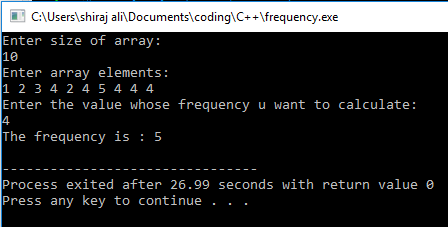 C:\Users\shiraj ali\Documents\coding\C++\frequency.exe
Enter size of array:
10
Enter array elements:
1 2 3 4 2 4 5 4 4 4
Enter the value whose frequency u want to calculate:
4
The frequency is : 5
--------------------------------
Process exited after 26.99 seconds with return value 0
Press any key to continue . . .